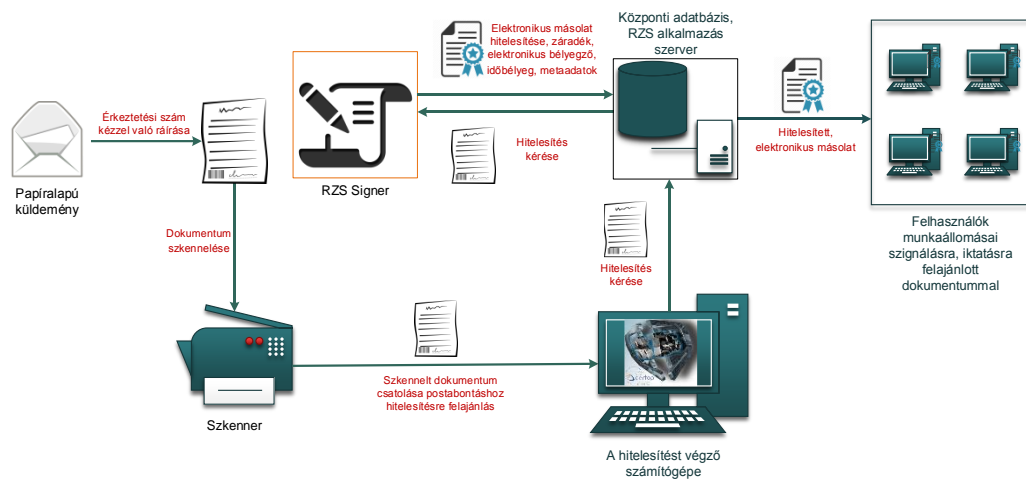 Érkeztetési szám
kézzel való ráírása
Papíralapú
küldemény
Elektronikus másolat
hitelesítése, záradék,
elektronikus bélyegző,
időbélyeg, metaadatok
Központi adatbázis,
RZS alkalmazás
szerver
RZS Signer
Hitelesítés
kérése
Hitelesített,
elektronikus másolat
Felhasználók
munkaállomásai
szignálásra, iktatásra
felajánlott
dokumentummal
Dokumentum
szkennelése
Hitelesítés
kérése
Szkennelt dokumentum
csatolása postabontáshoz
hitelesítésre felajánlás
Szkenner
A hitelesítést végző
számítógépe